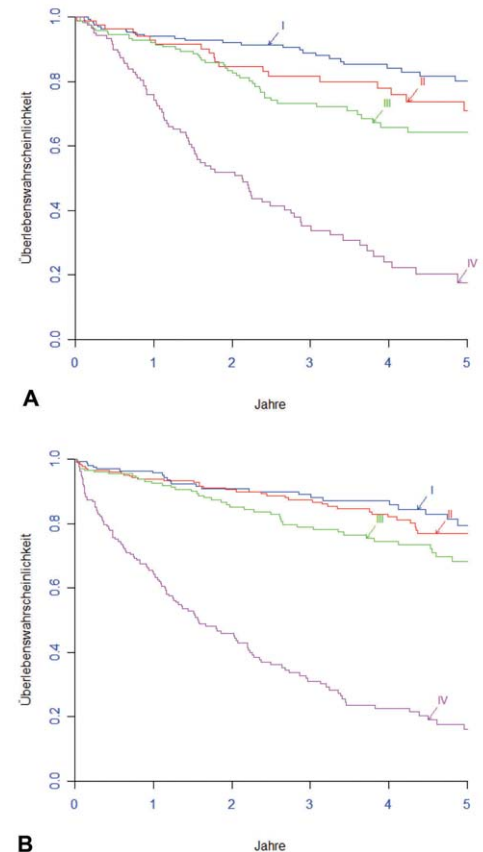 1.0
0.8
0.6
0.4
0.2
0.0
Überlebenswahrscheinlichkeit
I
II
III
IV
0 1 2 3 4 5
Jahre
A
1.0
0.8
0.6
0.4
0.2
0.0
Überlebenswahrscheinlichkeit
I
II
III
IV
0 1 2 3 4 5
Jahre
B